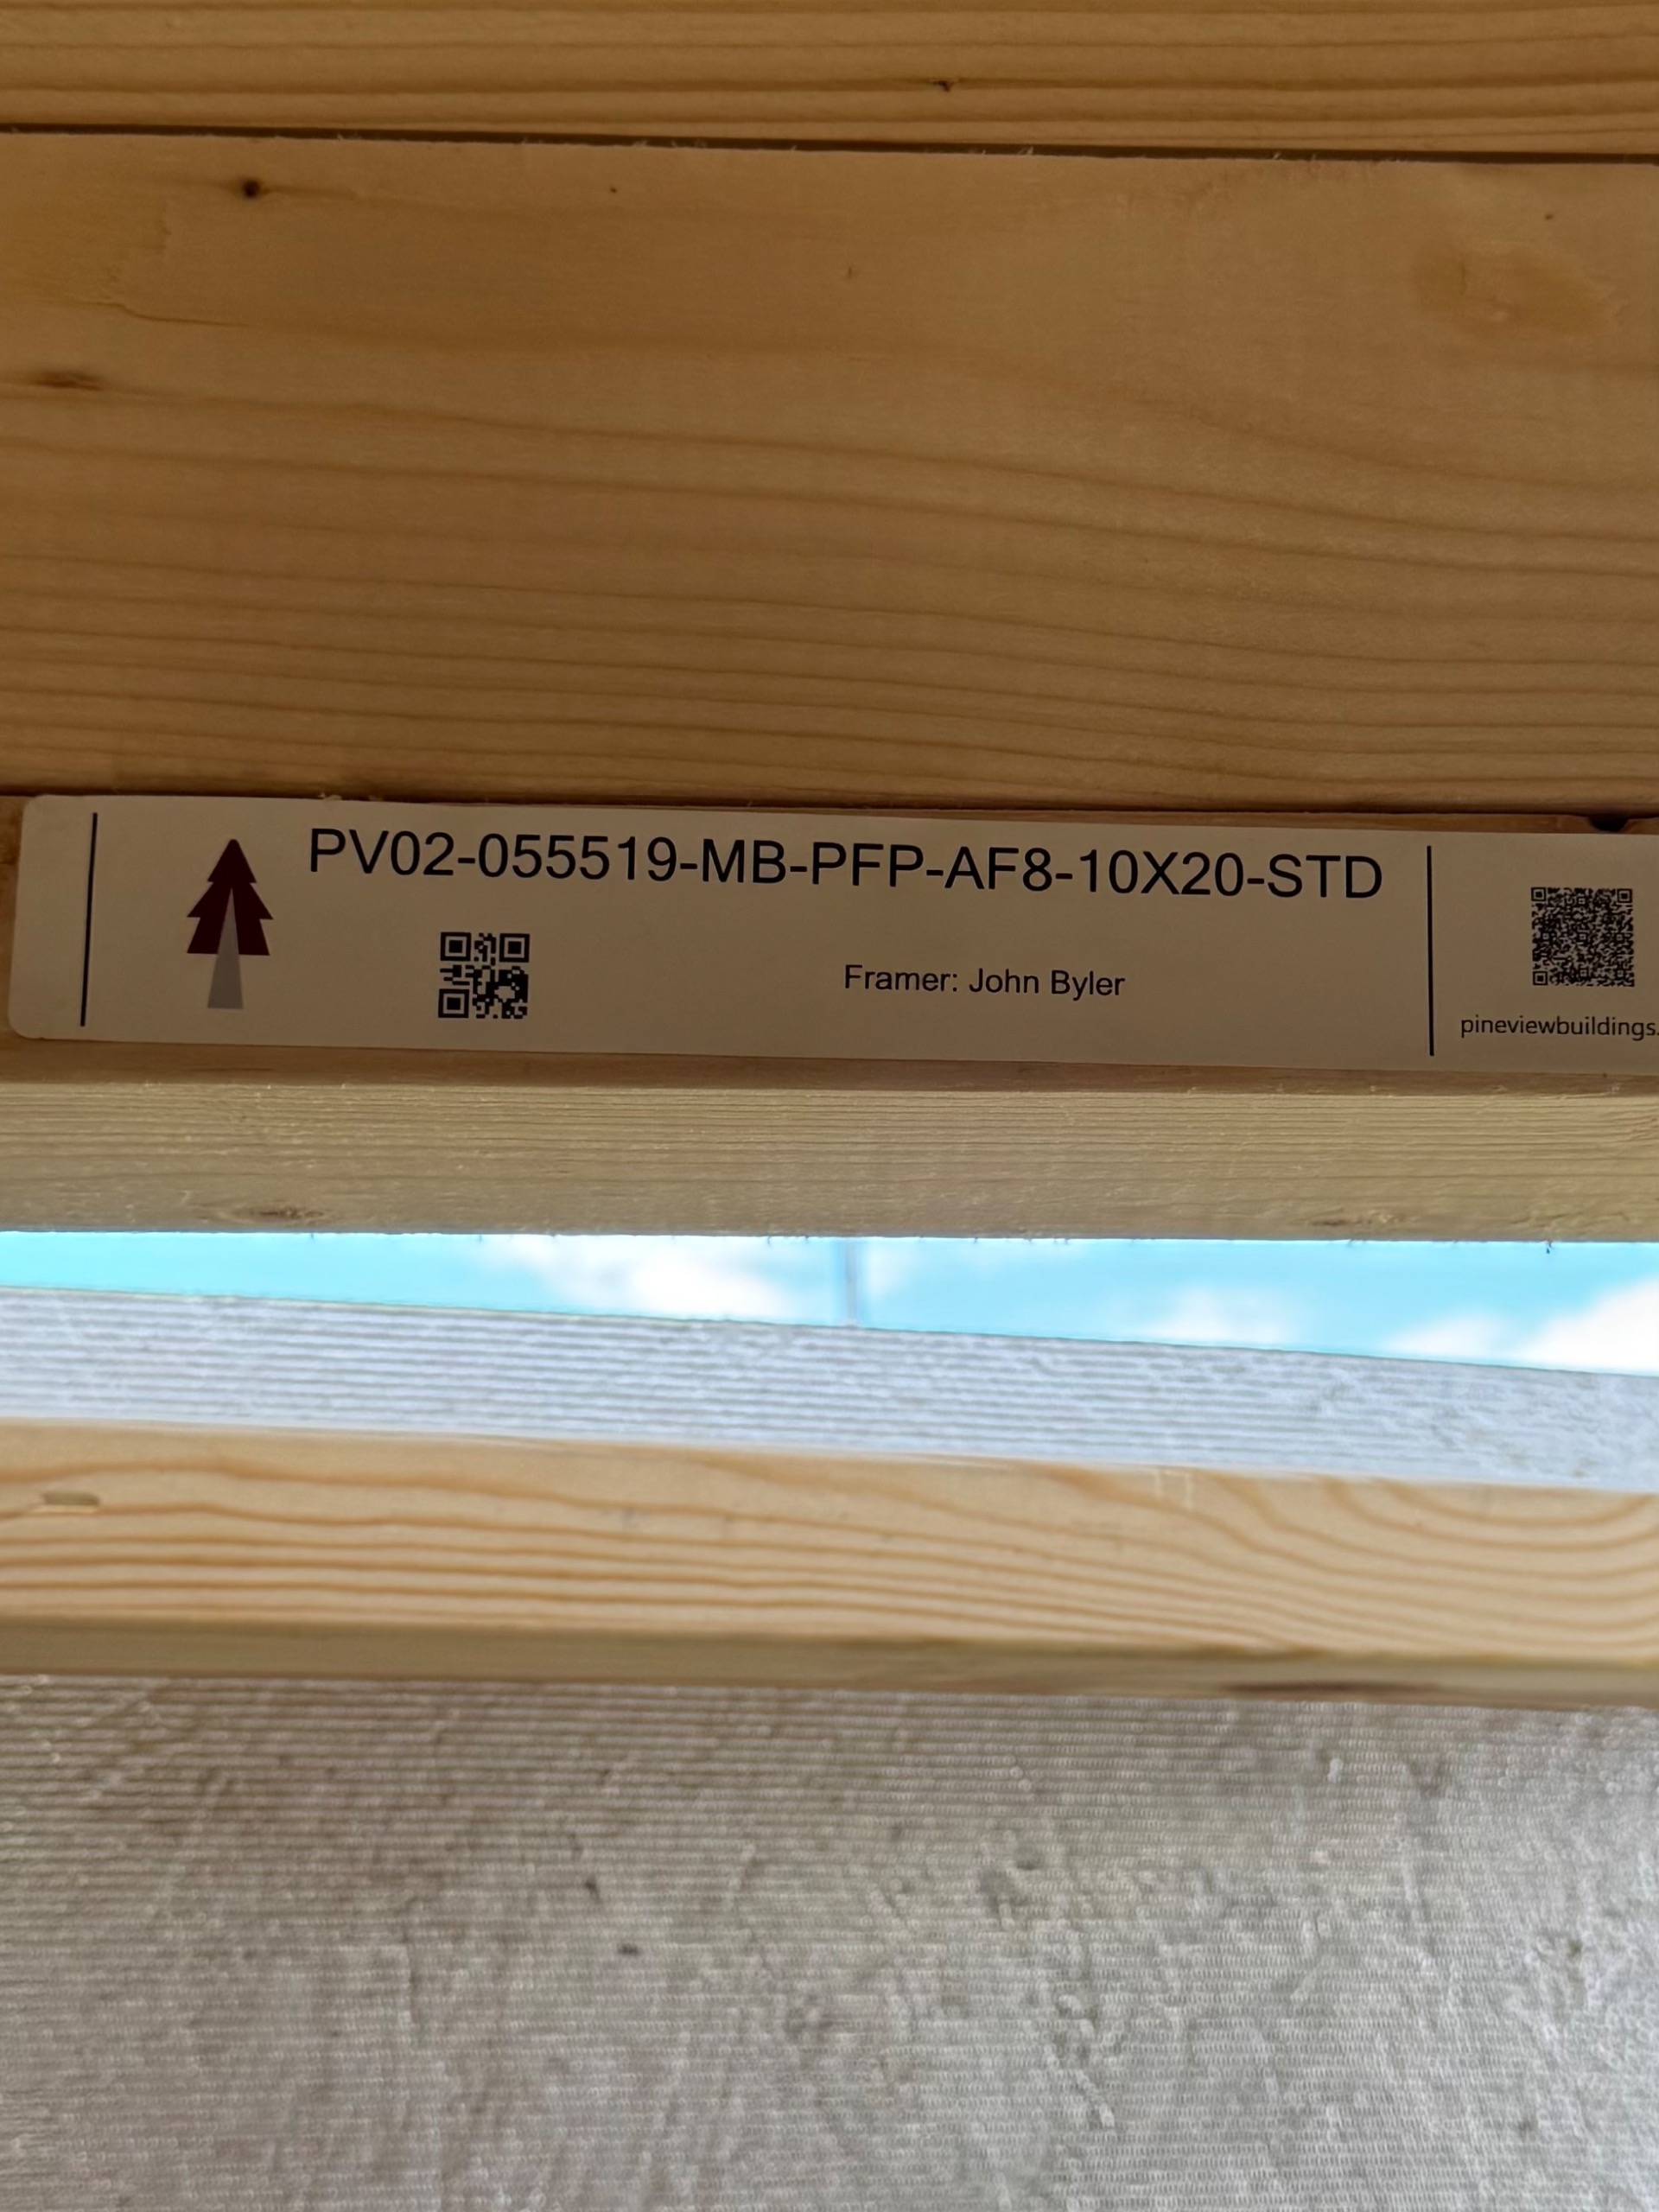 PV02-055519-MB-PFP-AF8-10X20-STD
Framer: John Byler
pineviewbuildings.